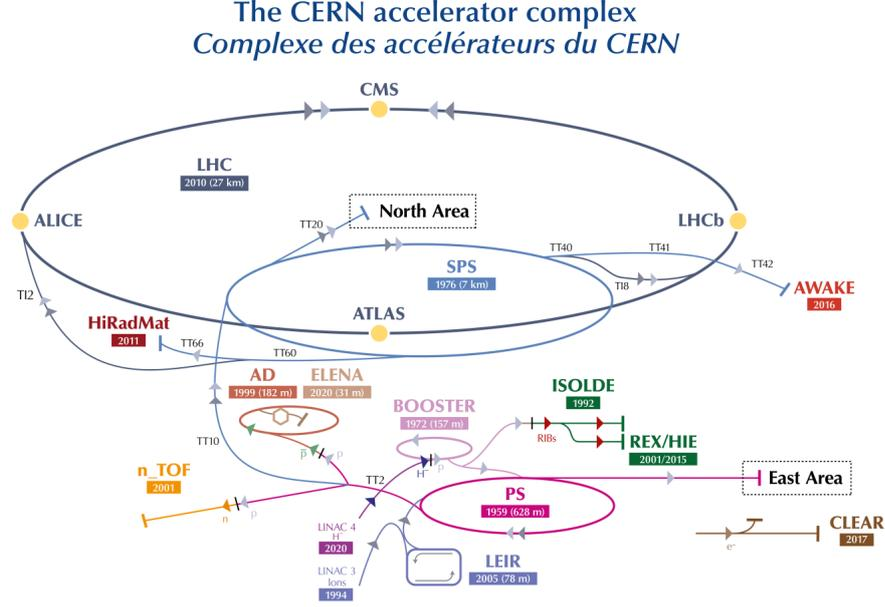 The CERN accelerator complex
Complexe des accélérateurs du CERN
CMS
LHC
2010 (27 km)
ALICE
TT20
North Area
LHCb
TT40
TT41
SPS
1976 (7 km)
TT42
TI8
TI2
AWAKE
2016
ATLAS
HiRadMat
2011
TT66
TT60
AD
1999 (182 m)
ELENA
2020 (31 m)
ISOLDE
1992
BOOSTER
1972 (157 m)
RIBs
REX/HIE
2001/2015
TT10
p̅
p
H⁻
p
n_TOF
2001
TT2
East Area
PS
1959 (628 m)
n
p
LINAC 4
H⁻
2020
CLEAR
2017
e⁻
LEIR
2005 (78 m)
LINAC 3
Ions
1994